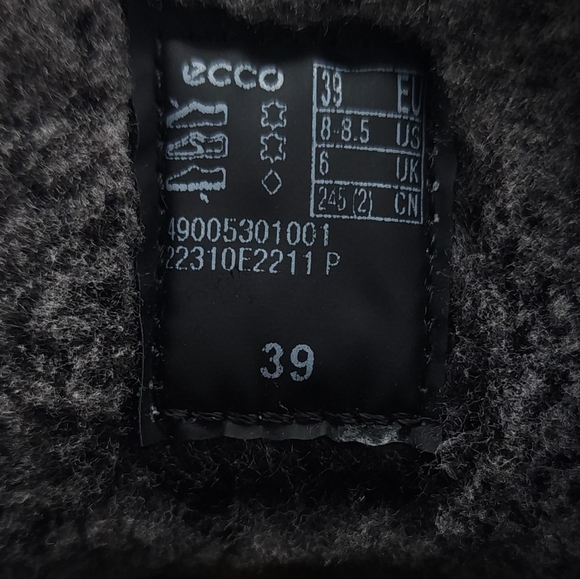 ecco
39 EU
8-8.5 US
6 UK
245 (2) CN
49005301001
22310E2211 P
39